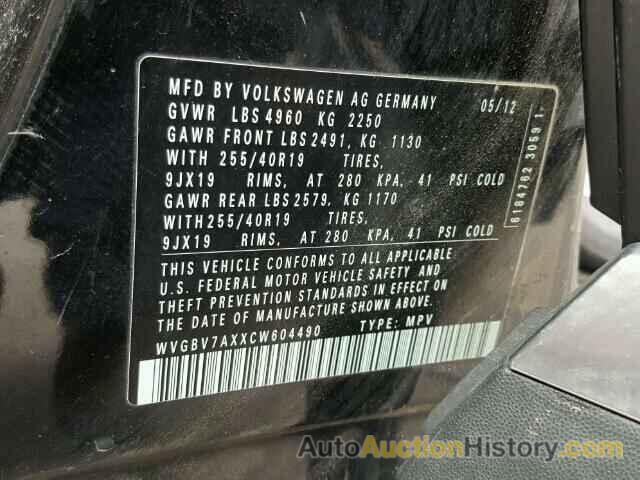 MFD BY VOLKSWAGEN AG GERMANY 05/12
GVWR LBS 4960 KG 2250
GAWR FRONT LBS 2491, KG 1130
WITH 255/40R19 TIRES,
9JX19 RIMS, AT 280 KPA, 41 PSI COLD
GAWR REAR LBS 2579, KG 1170
WITH 255/40R19 TIRES,
9JX19 RIMS, AT 280 KPA, 41 PSI COLD
THIS VEHICLE CONFORMS TO ALL APPLICABLE
U.S. FEDERAL MOTOR VEHICLE SAFETY AND
THEFT PREVENTION STANDARDS IN EFFECT ON
THE DATE OF MANUFACTURE SHOWN ABOVE.
WVGBV7AXXCW604490 TYPE: MPV
6184762 3059 1
AutoAuctionHistory.com